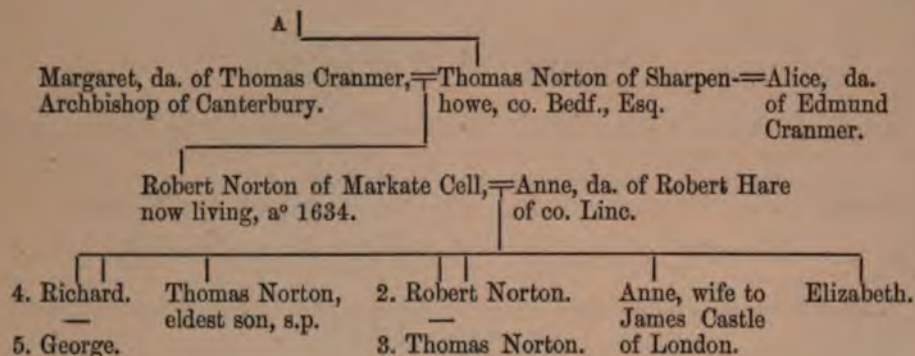 A
Margaret, da. of Thomas Cranmer,
Archbishop of Canterbury.
Thomas Norton of Sharpen-
howe, co. Bedf., Esq.
Alice, da.
of Edmund
Cranmer.
Robert Norton of Markate Cell,
now living, aº 1634.
Anne, da. of Robert Hare
of co. Linc.
4. Richard.
—
5. George.
Thomas Norton,
eldest son, s.p.
2. Robert Norton.
—
3. Thomas Norton.
Anne, wife to
James Castle
of London.
Elizabeth.